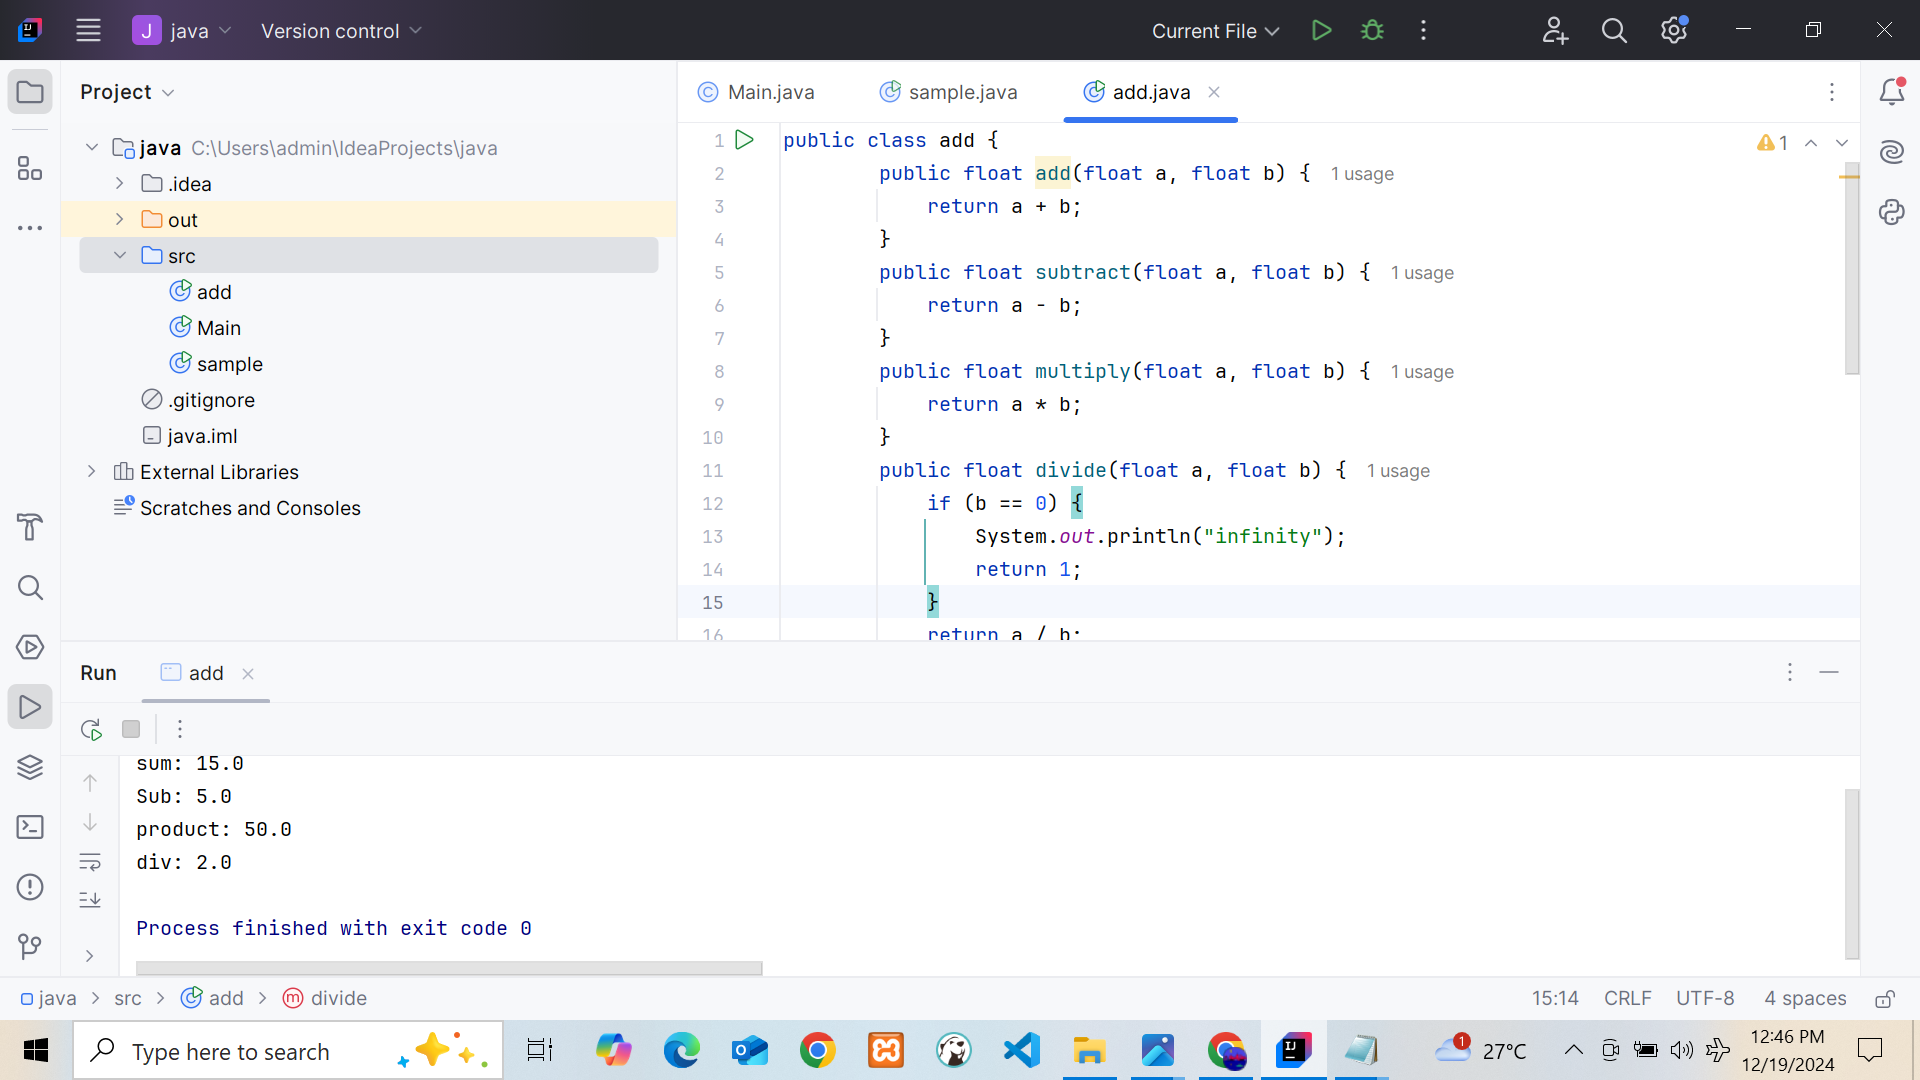 J java Version control Current File
Project
java C:\Users\admin\IdeaProjects\java
.idea
out
src
add
Main
sample
.gitignore
java.iml
External Libraries
Scratches and Consoles
Main.java sample.java add.java
1 public class add {
2 public float add(float a, float b) { 1 usage
3 return a + b;
4 }
5 public float subtract(float a, float b) { 1 usage
6 return a - b;
7 }
8 public float multiply(float a, float b) { 1 usage
9 return a * b;
10 }
11 public float divide(float a, float b) { 1 usage
12 if (b == 0) {
13 System.out.println("infinity");
14 return 1;
15 }
16 return a / b;
1
Run add
sum: 15.0
Sub: 5.0
product: 50.0
div: 2.0
Process finished with exit code 0
java > src > add > m divide 15:14 CRLF UTF-8 4 spaces
Type here to search 1 27°C 12:46 PM
12/19/2024